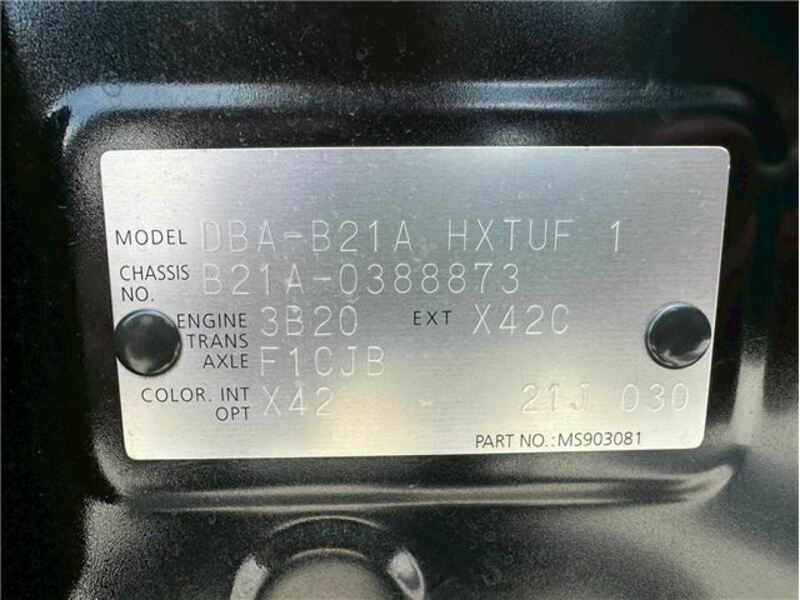 MODEL DBA-B21A HXTUF 1
CHASSIS NO. B21A-0388873
ENGINE 3B20 EXT X42C
TRANS AXLE F1CJB
COLOR. INT OPT X42 21J 030
PART NO.:MS903081